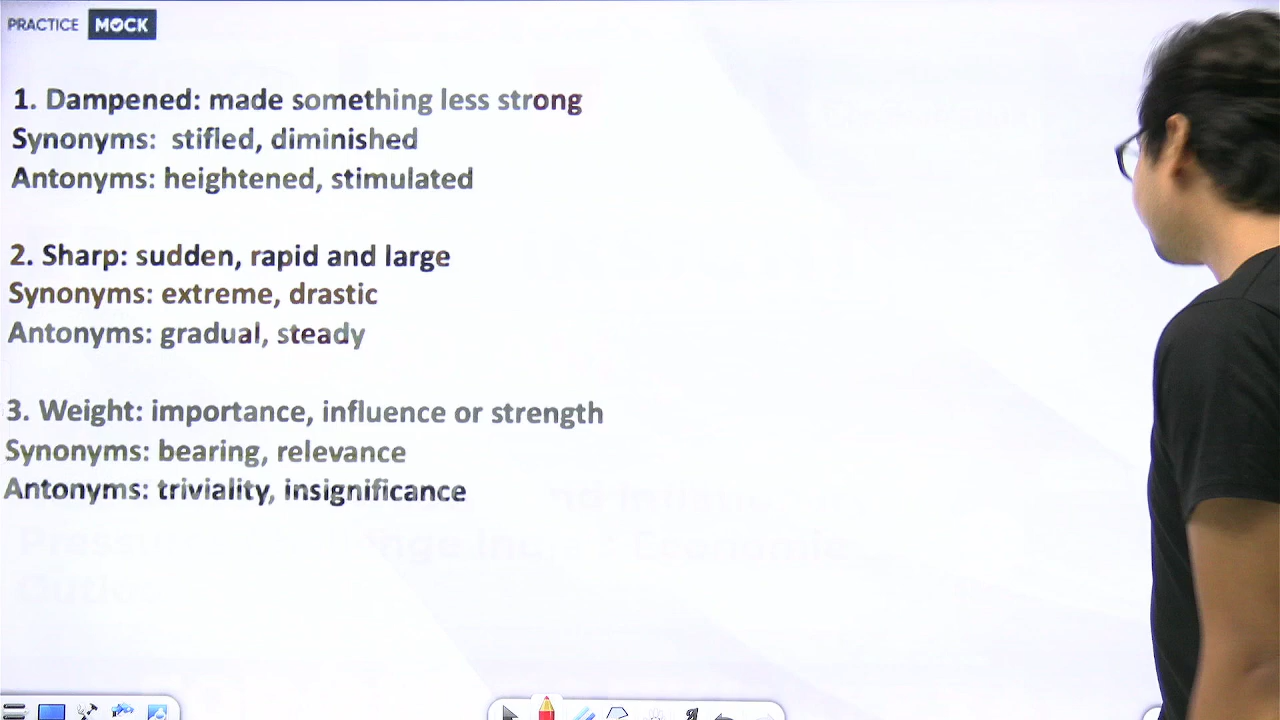 PRACTICE MOCK
1. Dampened: made something less strong
Synonyms: stifled, diminished
Antonyms: heightened, stimulated
2. Sharp: sudden, rapid and large
Synonyms: extreme, drastic
Antonyms: gradual, steady
3. Weight: importance, influence or strength
Synonyms: bearing, relevance
Antonyms: triviality, insignificance